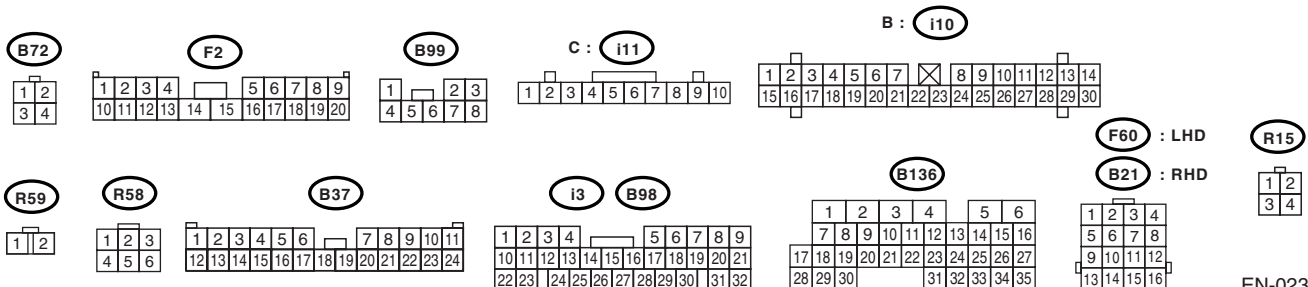 B : i10
B72
F2
B99
C : i11
1 2
3 4
1 2 3 4 5 6 7 8 9
10 11 12 13 14 15 16 17 18 19 20
1 2 3
4 5 6 7 8
1 2 3 4 5 6 7 8 9 10
1 2 3 4 5 6 7 8 9 10 11 12 13 14
15 16 17 18 19 20 21 22 23 24 25 26 27 28 29 30
F60 : LHD
R15
R59
R58
B37
i3 B98
B136
B21 : RHD
1 2
3 4
1 2
1 2 3
4 5 6
1 2 3 4 5 6 7 8 9 10 11
12 13 14 15 16 17 18 19 20 21 22 23 24
1 2 3 4 5 6 7 8 9
10 11 12 13 14 15 16 17 18 19 20 21
22 23 24 25 26 27 28 29 30 31 32
1 2 3 4 5 6
7 8 9 10 11 12 13 14 15 16
17 18 19 20 21 22 23 24 25 26 27
28 29 30 31 32 33 34 35
1 2 3 4
5 6 7 8
9 10 11 12
13 14 15 16